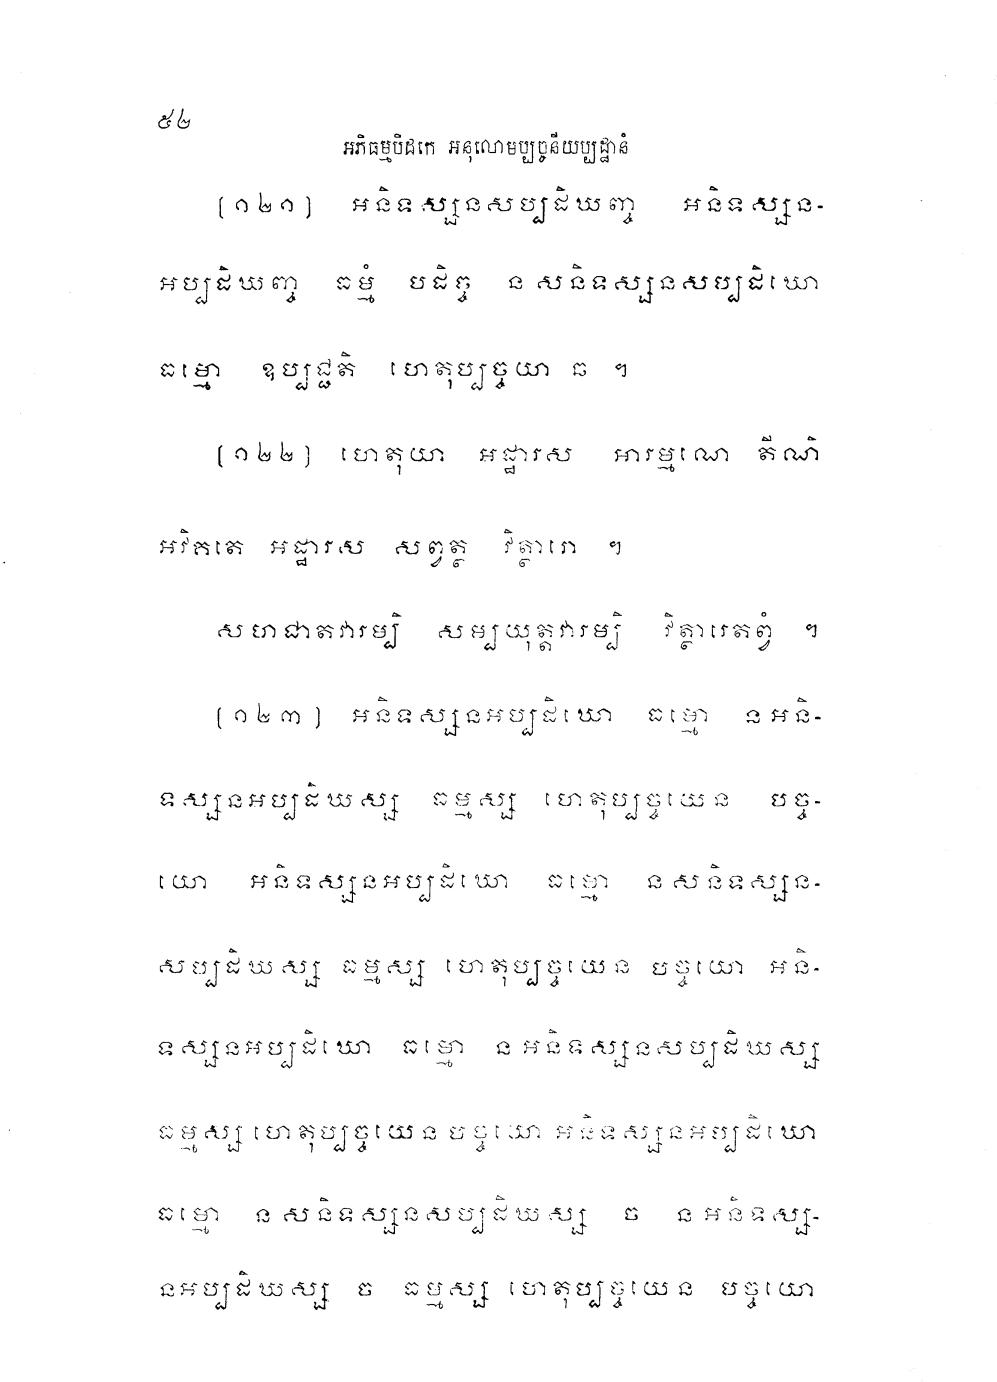 ៥២
អភិធម្មបិដកេ អនុលោមប្បច្ចនីយប្បដ្ឋានំ
(១២១) អនិទស្សនសប្បដិឃញ្ច អនិទស្សន-
អប្បដិឃញ្ច ធម្មំ បដិច្ច ន សនិទស្សនសប្បដិឃោ
ធម្មោ ឧប្បជ្ជតិ ហេតុប្បច្ចយា ធ ។
(១២២) ហេតុយា អដ្ឋារស អារម្មណេ តីណិ
អវិកតេ អដ្ឋារស សព្វត្ថ វិត្ថារោ ។
សហជាតវារម្បិ សម្បយុត្តវារម្បិ វិត្ថារេតព្វំ ។
(១២៣) អនិទស្សនអប្បដិឃោ ធម្មោ ន អនិ-
ទស្សនអប្បដិឃស្ស ធម្មស្ស ហេតុប្បច្ចយេន បច្ច-
យោ អនិទស្សនអប្បដិឃោ ធម្មោ ន សនិទស្សន-
សប្បដិឃស្ស ធម្មស្ស ហេតុប្បច្ចយេន បច្ចយោ អនិ-
ទស្សនអប្បដិឃោ ធម្មោ ន អនិទស្សនសប្បដិឃស្ស
ធម្មស្ស ហេតុប្បច្ចយេន បច្ចយោ អនិទស្សនអប្បដិឃោ
ធម្មោ ន សនិទស្សនសប្បដិឃស្ស ច ន អនិទស្ស-
នអប្បដិឃស្ស ច ធម្មស្ស ហេតុប្បច្ចយេន បច្ចយោ